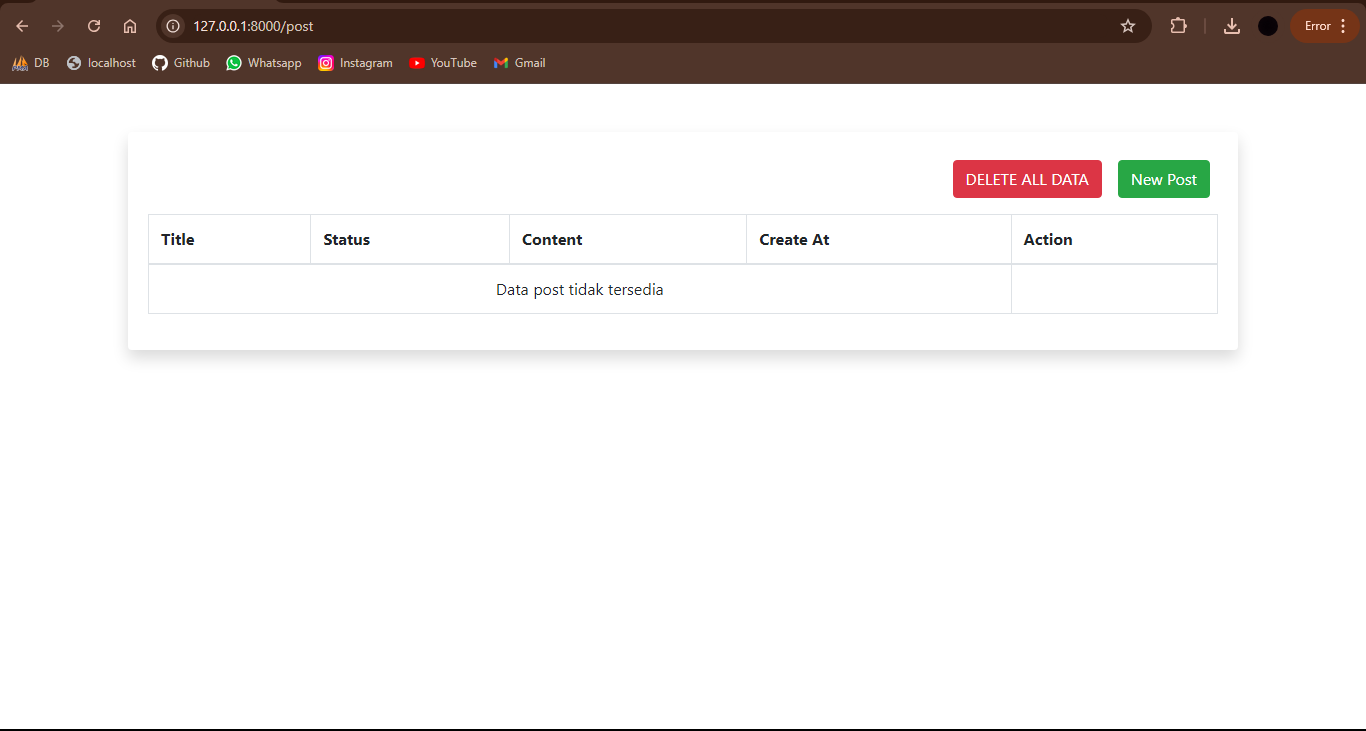 127.0.0.1:8000/post
Error
DB
localhost
Github
Whatsapp
Instagram
YouTube
Gmail
DELETE ALL DATA
New Post
Title Status Content Create At Action
Data post tidak tersedia